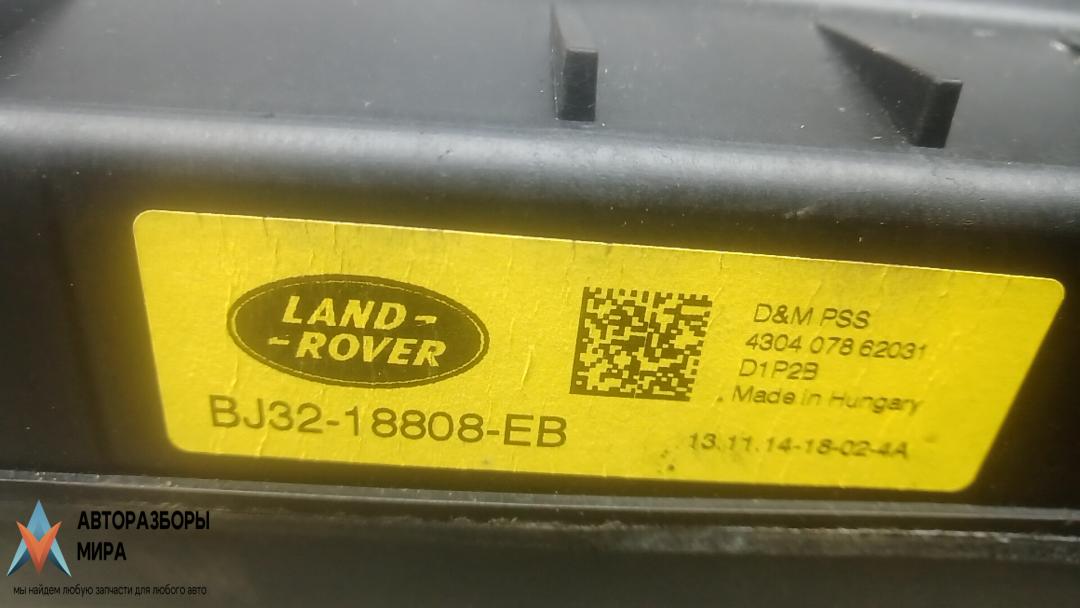 LAND-
-ROVER
BJ32-18808-EB
D&M PSS
4304 078 62031
D1P2B
Made in Hungary
13.11.14-18-02-4A
АВТОРАЗБОРЫ
МИРА
мы найдем любую запчасти для любого авто